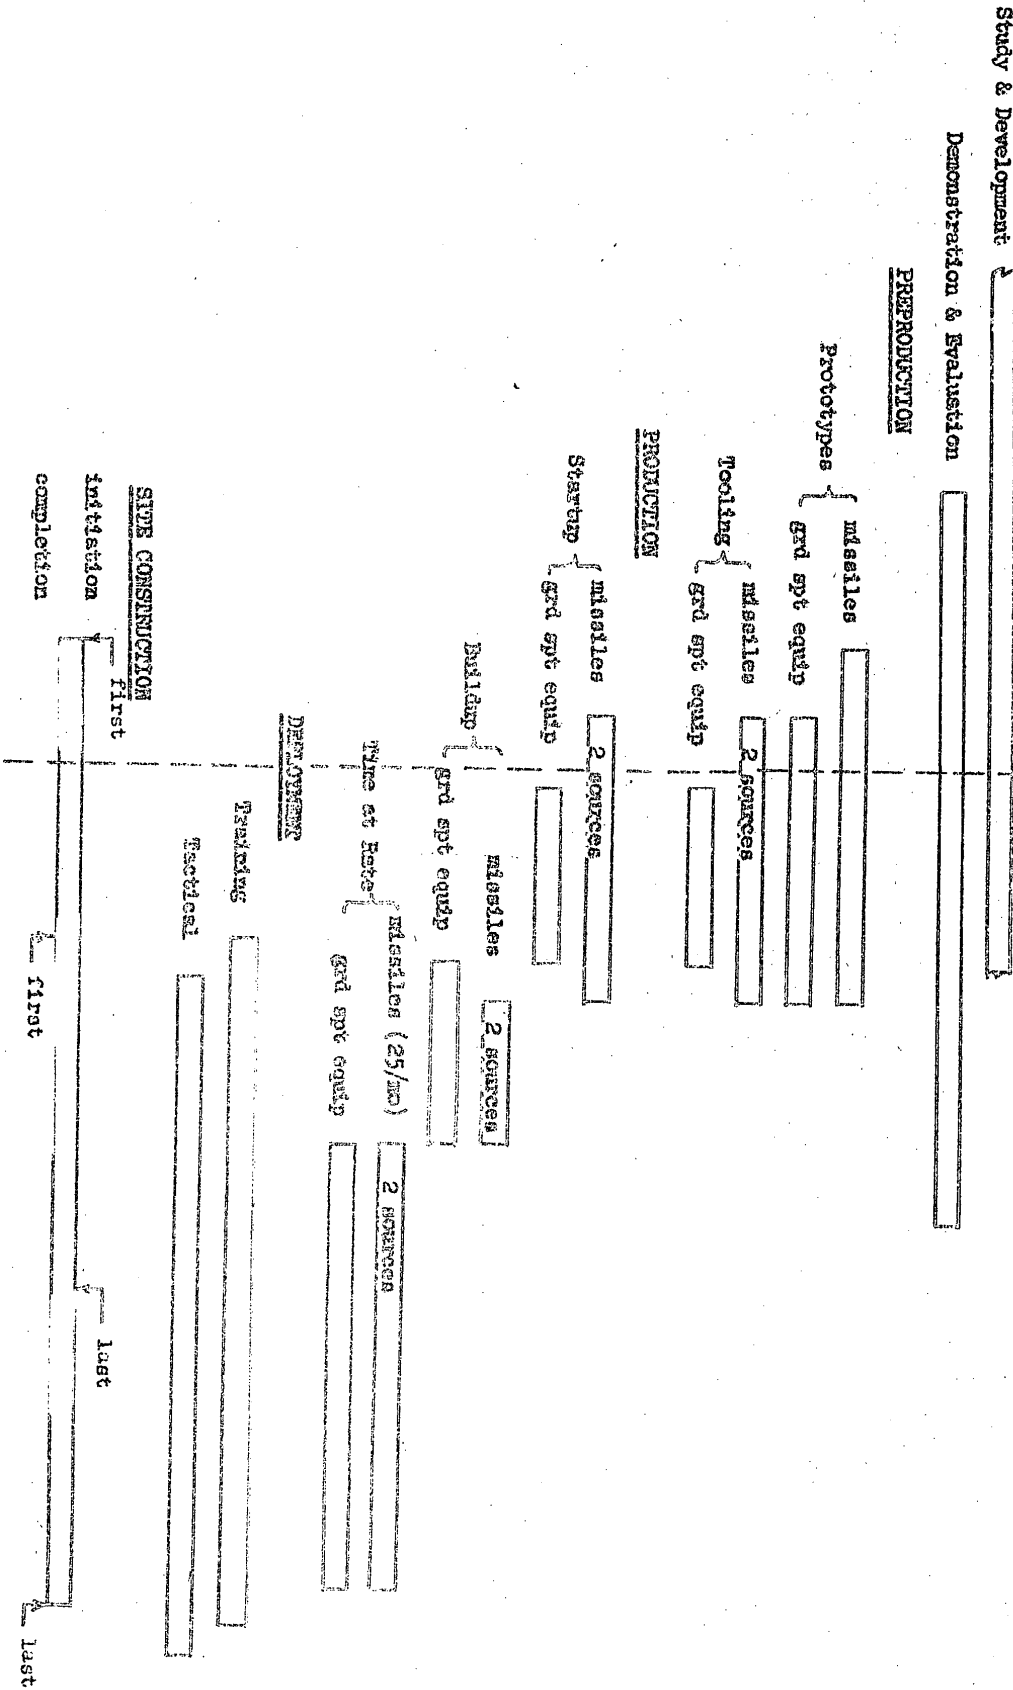 Study & Development
Demonstration & Evaluation
PREPRODUCTION
Prototypes
missiles
grd spt equip
Tooling
missiles
2 sources
grd spt equip
PRODUCTION
Startup
missiles
2 sources
grd spt equip
Buildup
missiles
2 sources
grd spt equip
Time at Rate
missiles (25/mo)
2 sources
grd spt equip
DEPLOYMENT
Training
Tactical
SITE CONSTRUCTION
initiation
first
last
completion
first
last